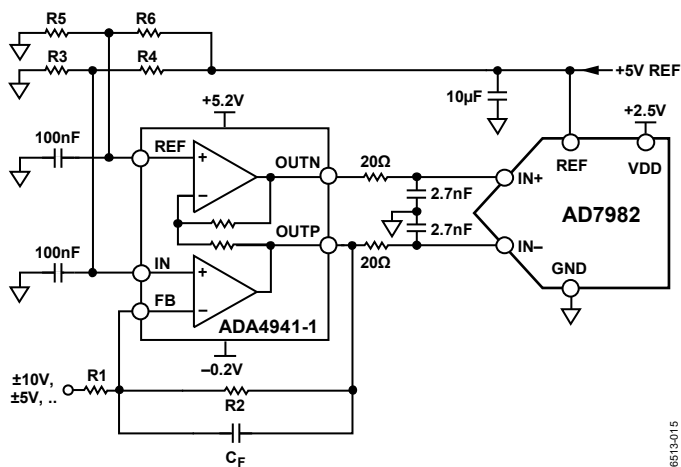 R5
R6
R3
R4
+5V REF
10µF
+5.2V
+2.5V
100nF
REF
OUTN
20Ω
IN+
REF
VDD
2.7nF
AD7982
OUTP
2.7nF
100nF
IN
20Ω
IN–
FB
GND
ADA4941-1
–0.2V
±10V,
±5V, ..
R1
R2
CF
6513-015